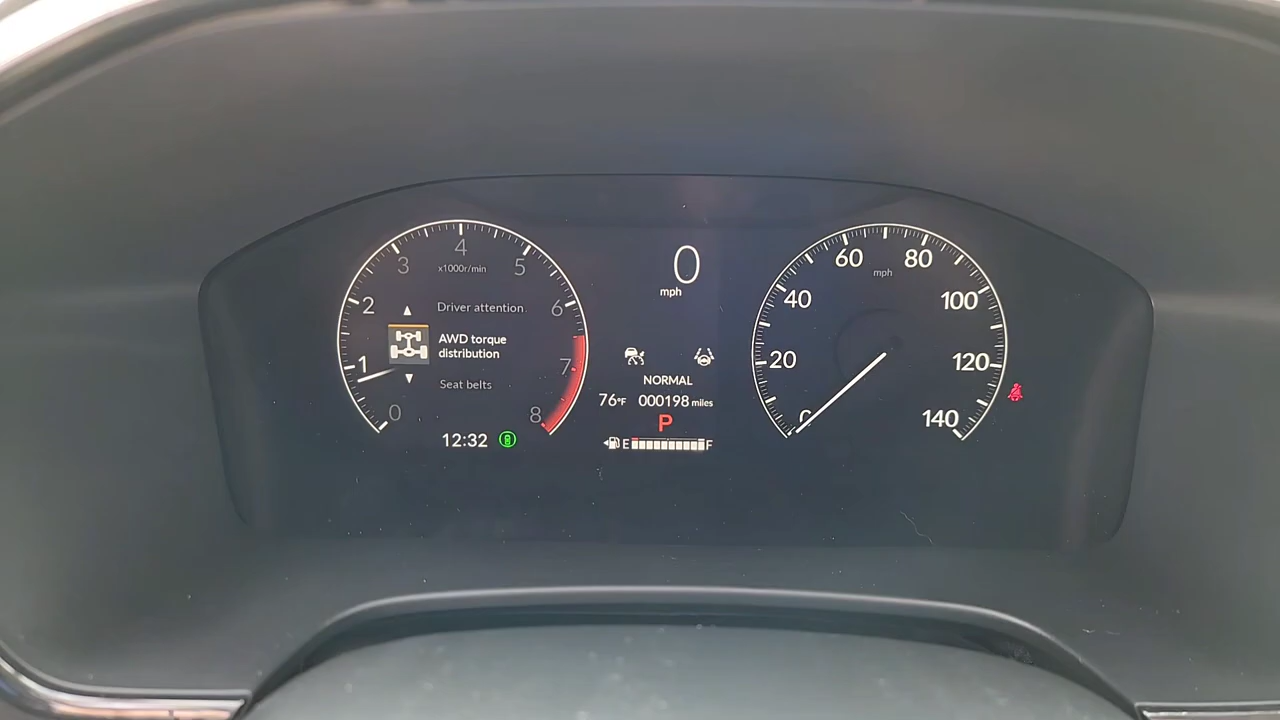 0
mph
x1000r/min
0
1
2
3
4
5
6
7
8
Driver attention
AWD torque
distribution
Seat belts
12:32
NORMAL
76°F 000198 miles
P
E F
mph
0
20
40
60
80
100
120
140